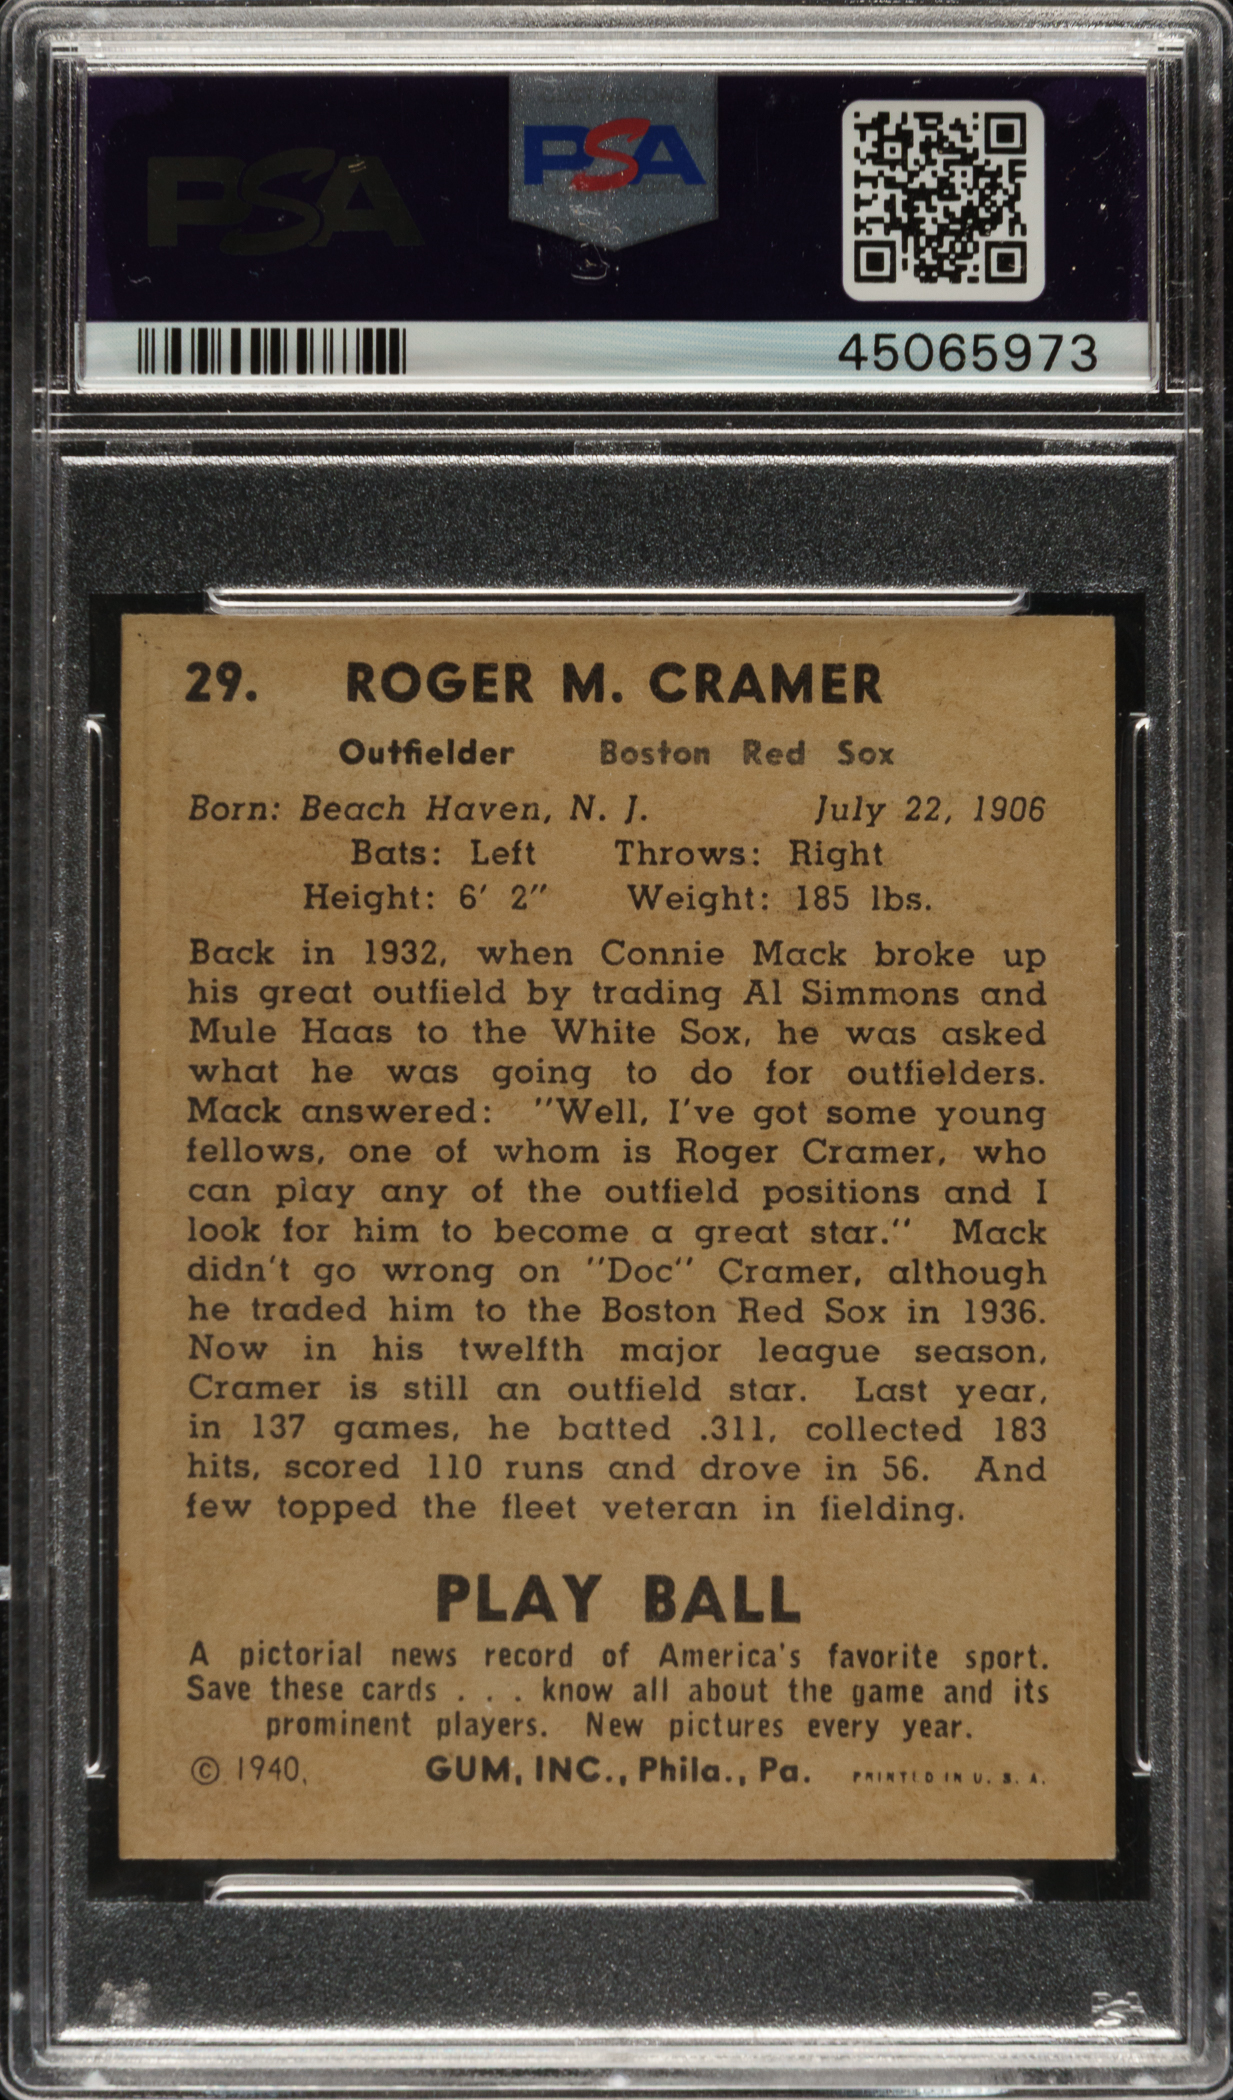 PSA
PSA
45065973
29. ROGER M. CRAMER
Outfielder Boston Red Sox
Born: Beach Haven, N. J. July 22, 1906
Bats: Left Throws: Right
Height: 6' 2" Weight: 185 lbs.
Back in 1932, when Connie Mack broke up
his great outfield by trading Al Simmons and
Mule Haas to the White Sox, he was asked
what he was going to do for outfielders.
Mack answered: "Well, I've got some young
fellows, one of whom is Roger Cramer, who
can play any of the outfield positions and I
look for him to become a great star." Mack
didn't go wrong on "Doc" Cramer, although
he traded him to the Boston Red Sox in 1936.
Now in his twelfth major league season,
Cramer is still an outfield star. Last year,
in 137 games, he batted .311, collected 183
hits, scored 110 runs and drove in 56. And
few topped the fleet veteran in fielding.
PLAY BALL
A pictorial news record of America's favorite sport.
Save these cards . . . know all about the game and its
prominent players. New pictures every year.
© 1940, GUM, INC., Phila., Pa. PRINTED IN U. S. A.
PSA